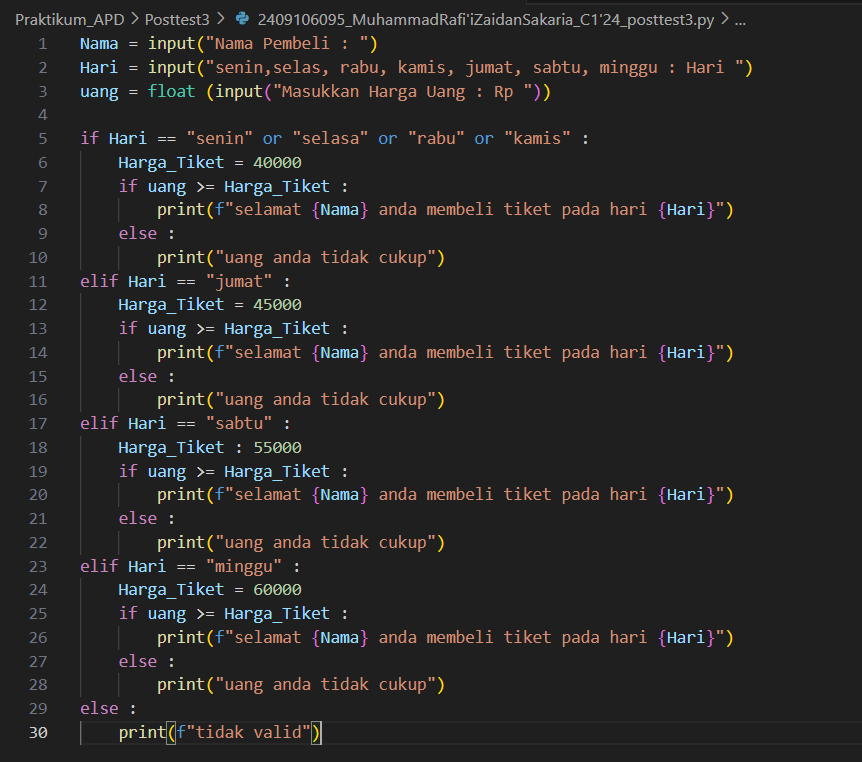 Praktikum_APD > Posttest3 > 2409106095_MuhammadRafi'iZaidanSakaria_C1'24_posttest3.py > ...
1 Nama = input("Nama Pembeli : ")
2 Hari = input("senin,selas, rabu, kamis, jumat, sabtu, minggu : Hari ")
3 uang = float (input("Masukkan Harga Uang : Rp "))
4
5 if Hari == "senin" or "selasa" or "rabu" or "kamis" :
6     Harga_Tiket = 40000
7     if uang >= Harga_Tiket :
8         print(f"selamat {Nama} anda membeli tiket pada hari {Hari}")
9     else :
10         print("uang anda tidak cukup")
11 elif Hari == "jumat" :
12     Harga_Tiket = 45000
13     if uang >= Harga_Tiket :
14         print(f"selamat {Nama} anda membeli tiket pada hari {Hari}")
15     else :
16         print("uang anda tidak cukup")
17 elif Hari == "sabtu" :
18     Harga_Tiket : 55000
19     if uang >= Harga_Tiket :
20         print(f"selamat {Nama} anda membeli tiket pada hari {Hari}")
21     else :
22         print("uang anda tidak cukup")
23 elif Hari == "minggu" :
24     Harga_Tiket = 60000
25     if uang >= Harga_Tiket :
26         print(f"selamat {Nama} anda membeli tiket pada hari {Hari}")
27     else :
28         print("uang anda tidak cukup")
29 else :
30     print(f"tidak valid")